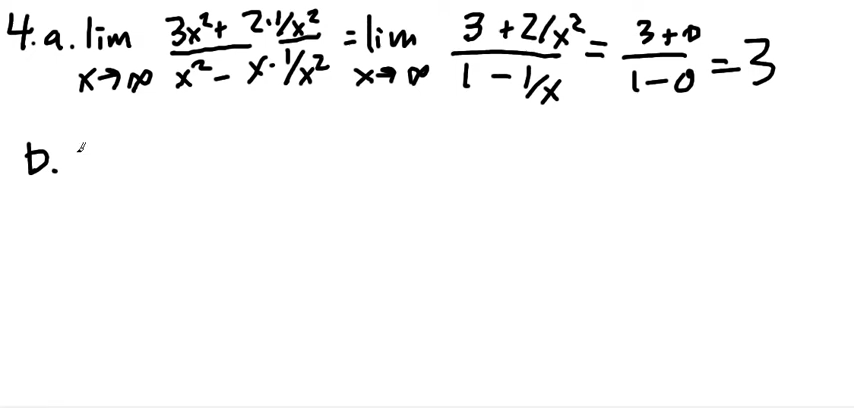 4. a. lim x→∞ 3x²+2·1/x² / x²-x·1/x² = lim x→∞ 3+2/x² / 1-1/x = 3+0 / 1-0 = 3
b.